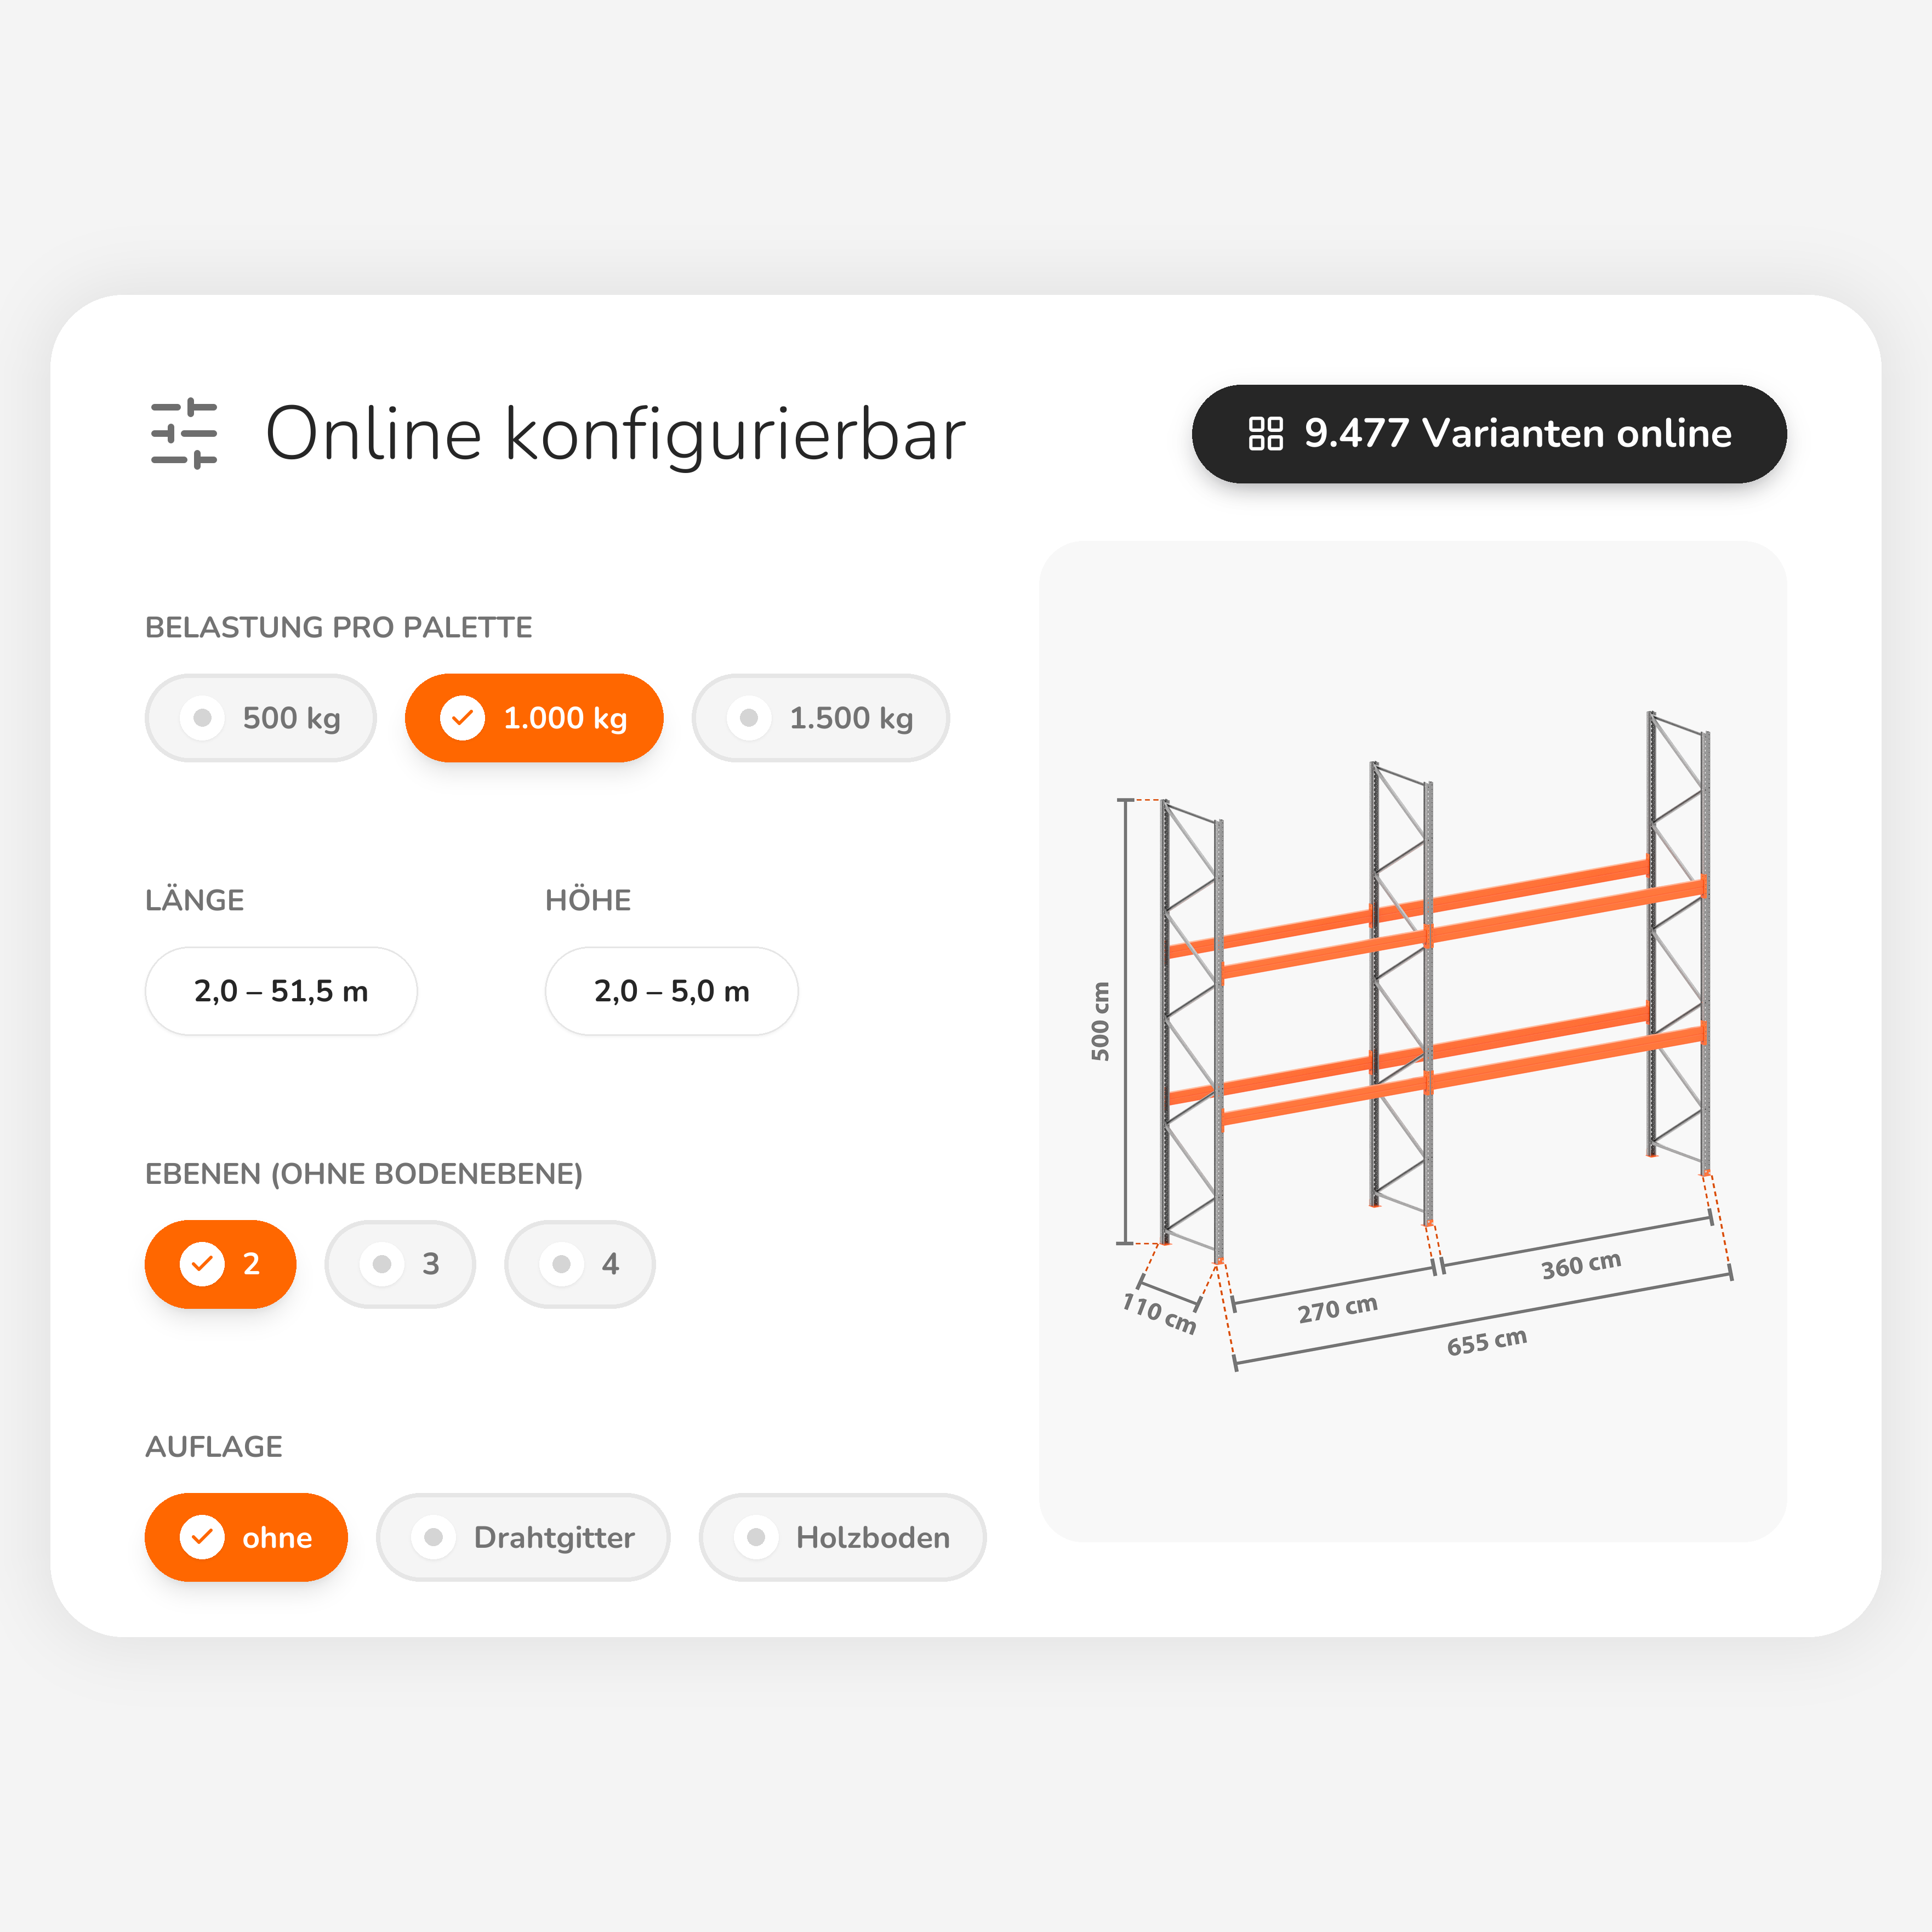 Online konfigurierbar
9.477 Varianten online
BELASTUNG PRO PALETTE
500 kg
1.000 kg
1.500 kg
LÄNGE
HÖHE
2,0 – 51,5 m
2,0 – 5,0 m
EBENEN (OHNE BODENEBENE)
2
3
4
AUFLAGE
ohne
Drahtgitter
Holzboden
500 cm
110 cm
270 cm
360 cm
655 cm